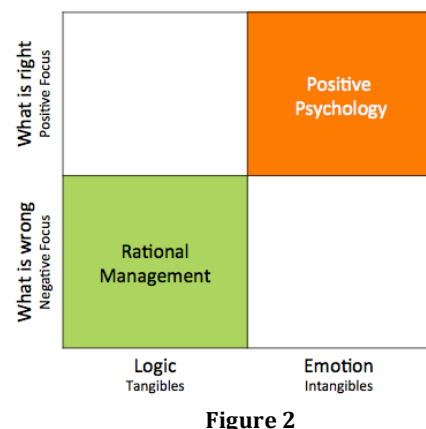 What is right
Positive Focus
Positive
Psychology
What is wrong
Negative Focus
Rational
Management
Logic
Tangibles
Emotion
Intangibles
Figure 2